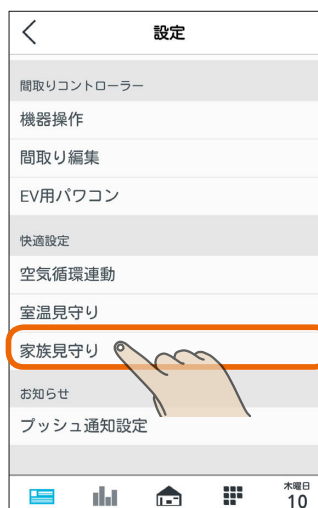 設定
間取りコントローラー
機器操作
間取り編集
EV用パワコン
快適設定
空気循環連動
室温見守り
家族見守り
お知らせ
プッシュ通知設定
木曜日
10